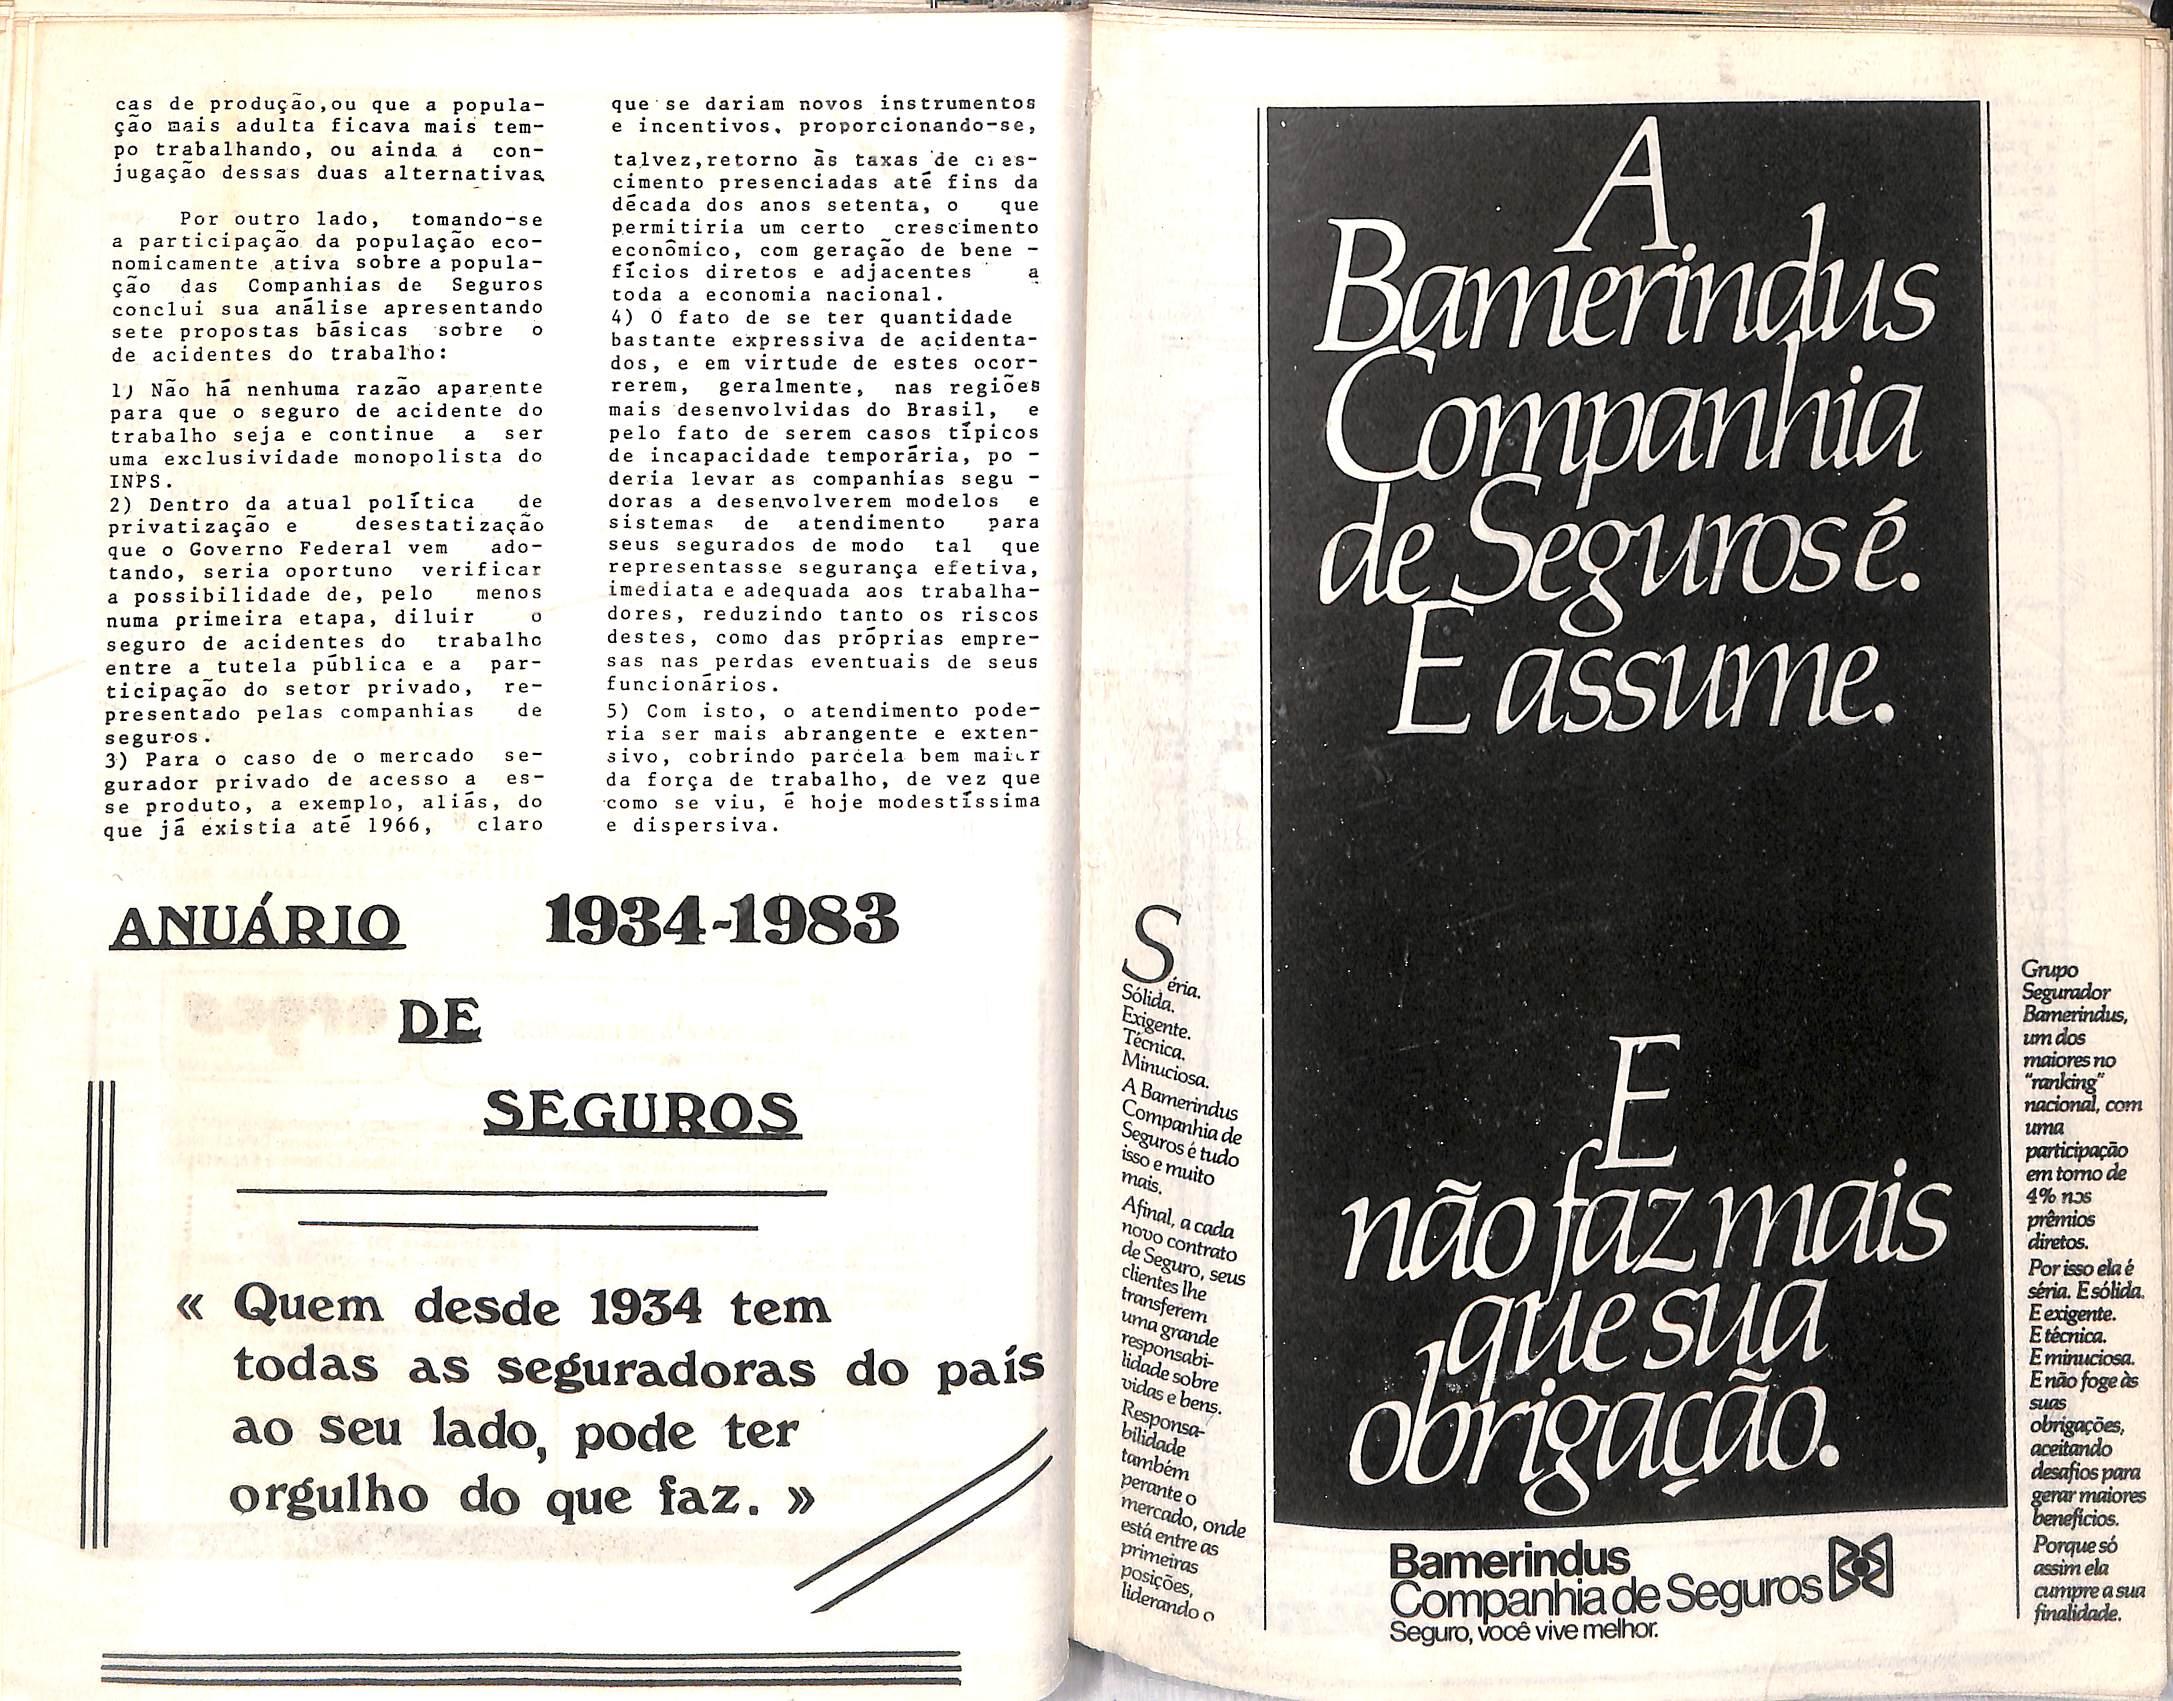 cas de produção,ou que a popula-
ção mais adulta ficava mais tem-
po trabalhando, ou ainda a con-
jugação dessas duas alternativas.
Por outro lado, tomando-se
a participação da população eco-
nomicamente ativa sobre a popula-
ção das Companhias de Seguros
conclui sua análise apresentando
sete propostas básicas sobre o
de acidentes do trabalho:
1) Não há nenhuma razão aparente
para que o seguro de acidente do
trabalho seja e continue a ser
uma exclusividade monopolista do
INPS.
2) Dentro da atual política de
privatização e desestatização
que o Governo Federal vem ado-
tando, seria oportuno verificar
a possibilidade de, pelo menos
numa primeira etapa, diluir o
seguro de acidentes do trabalho
entre a tutela pública e a par-
ticipação do setor privado, re-
presentado pelas companhias de
seguros.
3) Para o caso de o mercado se-
gurador privado de acesso a es-
se produto, a exemplo, aliás, do
que já existia até 1966, claro
que se dariam novos instrumentos
e incentivos, proporcionando-se,
talvez,retorno às taxas de cres-
cimento presenciadas até fins da
década dos anos setenta, o que
permitiria um certo crescimento
econômico, com geração de bene -
fícios diretos e adjacentes a
toda a economia nacional.
4) O fato de se ter quantidade
bastante expressiva de acidenta-
dos, e em virtude de estes ocor-
rerem, geralmente, nas regiões
mais desenvolvidas do Brasil, e
pelo fato de serem casos típicos
de incapacidade temporária, po -
deria levar as companhias segu -
doras a desenvolverem modelos e
sistemas de atendimento para
seus segurados de modo tal que
representasse segurança efetiva,
imediata e adequada aos trabalha-
dores, reduzindo tanto os riscos
destes, como das próprias empre-
sas nas perdas eventuais de seus
funcionários.
5) Com isto, o atendimento pode-
ria ser mais abrangente e exten-
sivo, cobrindo parcela bem maior
da força de trabalho, de vez que
como se viu, é hoje modestíssima
e dispersiva.
ANUÁRIO 1934-1983
DE
SEGUROS
« Quem desde 1934 tem
todas as seguradoras do país
ao seu lado, pode ter
orgulho do que faz. »
A
Bamerindus
Companhia
de Seguros é.
E assume.
E
não faz mais
que sua
obrigação.
Séria.
Sólida.
Exigente.
Técnica.
Minuciosa.
A Bamerindus
Companhia de
Seguros é tudo
isso e muito
mais.
Afinal, a cada
novo contrato
de Seguro, seus
clientes lhe
transferem
uma grande
responsabi-
lidade sobre
vidas e bens.
Responsa-
bilidade
também
perante o
mercado, onde
está entre as
primeiras
posições,
liderando o
Grupo
Segurador
Bamerindus,
um dos
maiores no
"ranking"
nacional, com
uma
participação
em torno de
4% nos
prêmios
diretos.
Por isso ela é
séria. E sólida.
E exigente.
E técnica.
E minuciosa.
E não foge às
suas
obrigações,
aceitando
desafios para
gerar maiores
benefícios.
Porque só
assim ela
cumpre a sua
finalidade.
Bamerindus
Companhia de Seguros
Seguro, você vive melhor.